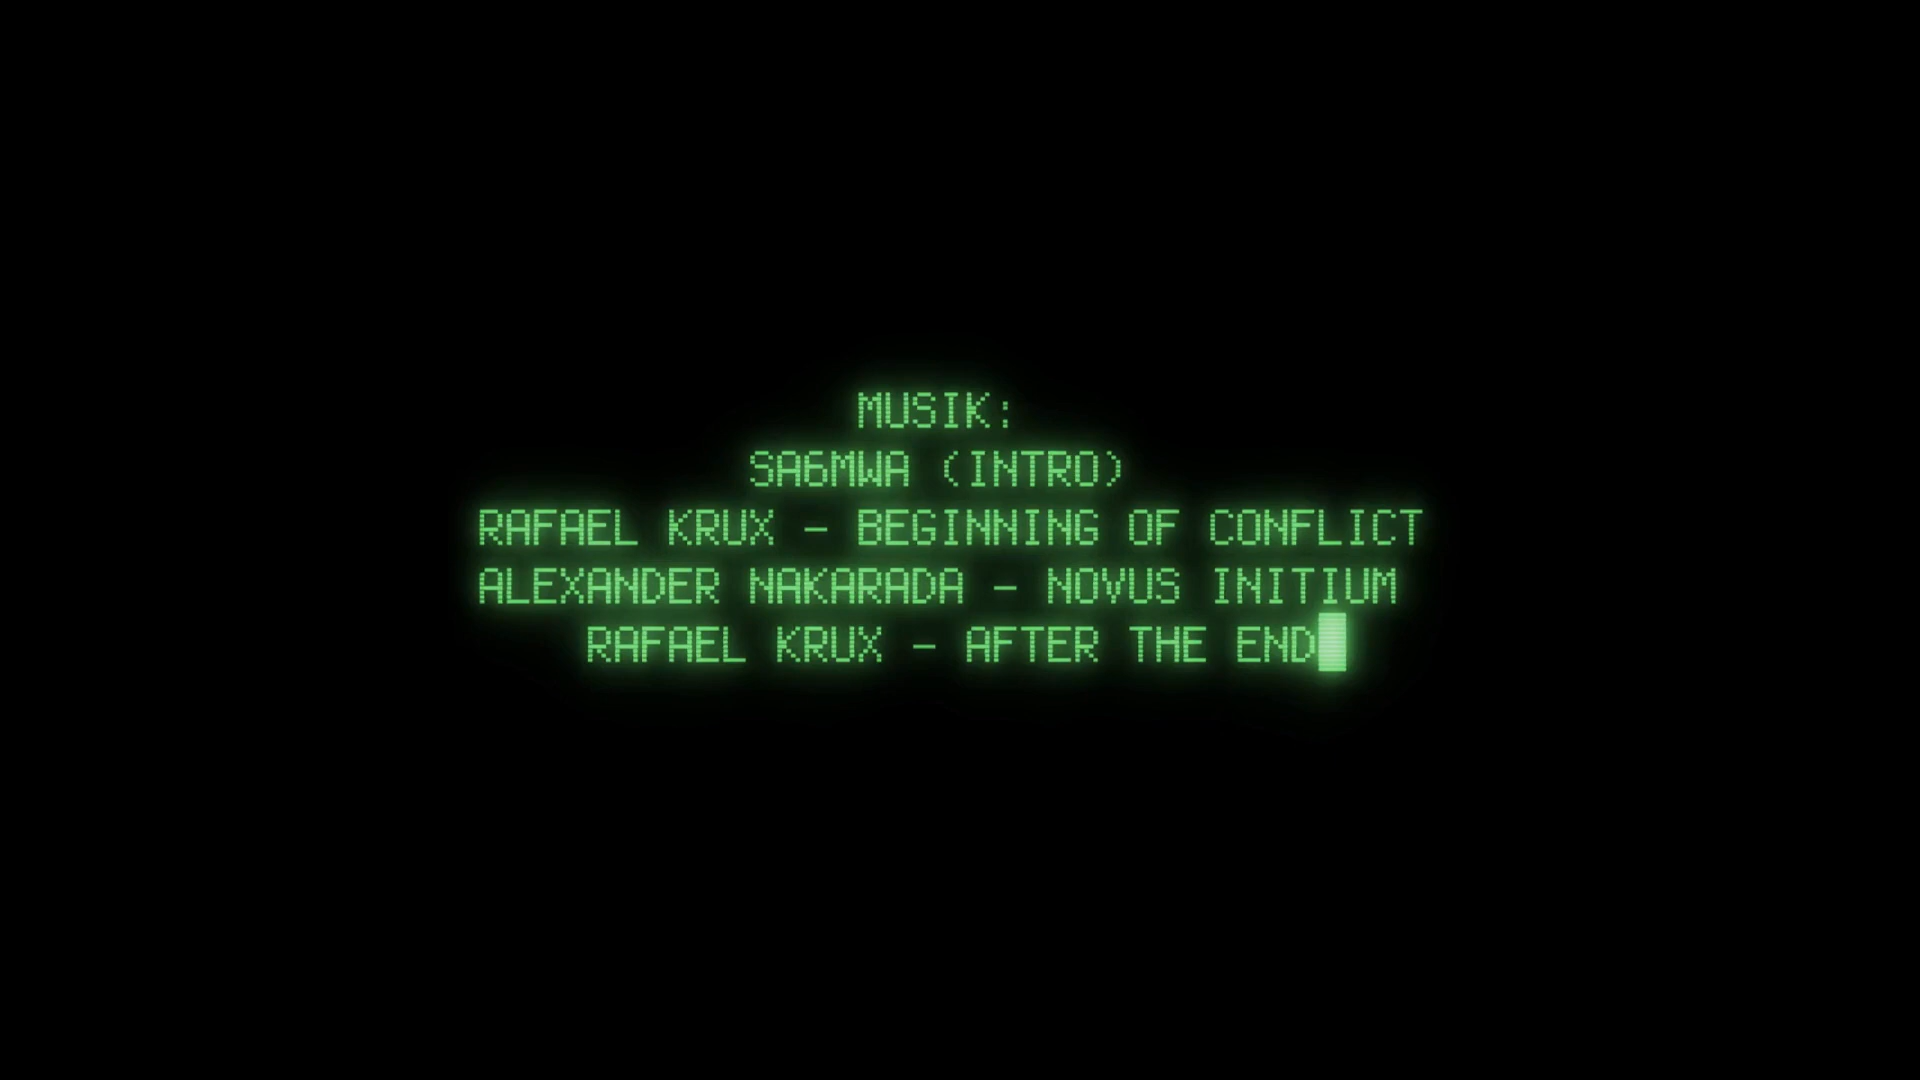 MUSIK:
SA6MWA (INTRO)
RAFAEL KRUX - BEGINNING OF CONFLICT
ALEXANDER NAKARADA - NOVUS INITIUM
RAFAEL KRUX - AFTER THE END